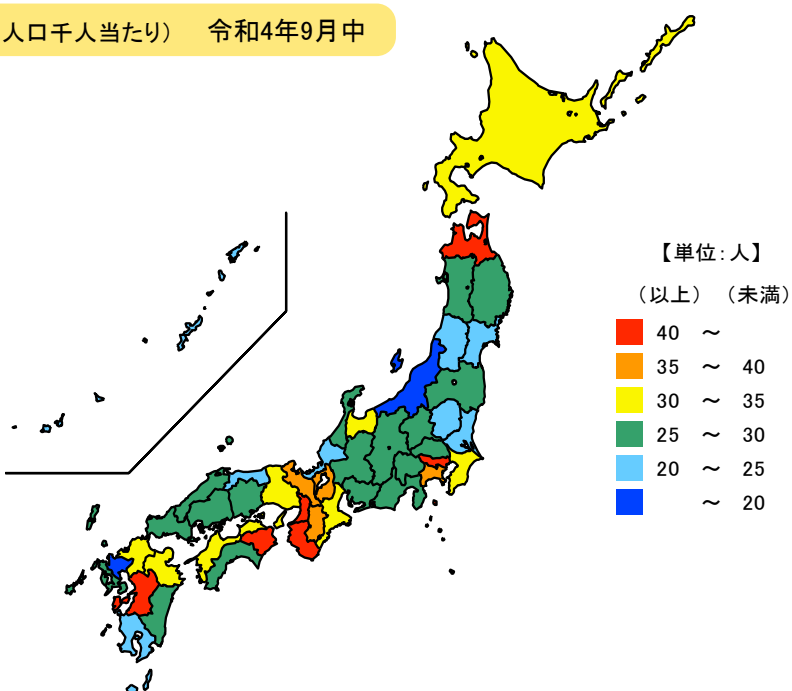 人口千人当たり） 令和4年9月中
【単位：人】
（以上） （未満）
40 ～
35 ～ 40
30 ～ 35
25 ～ 30
20 ～ 25
～ 20